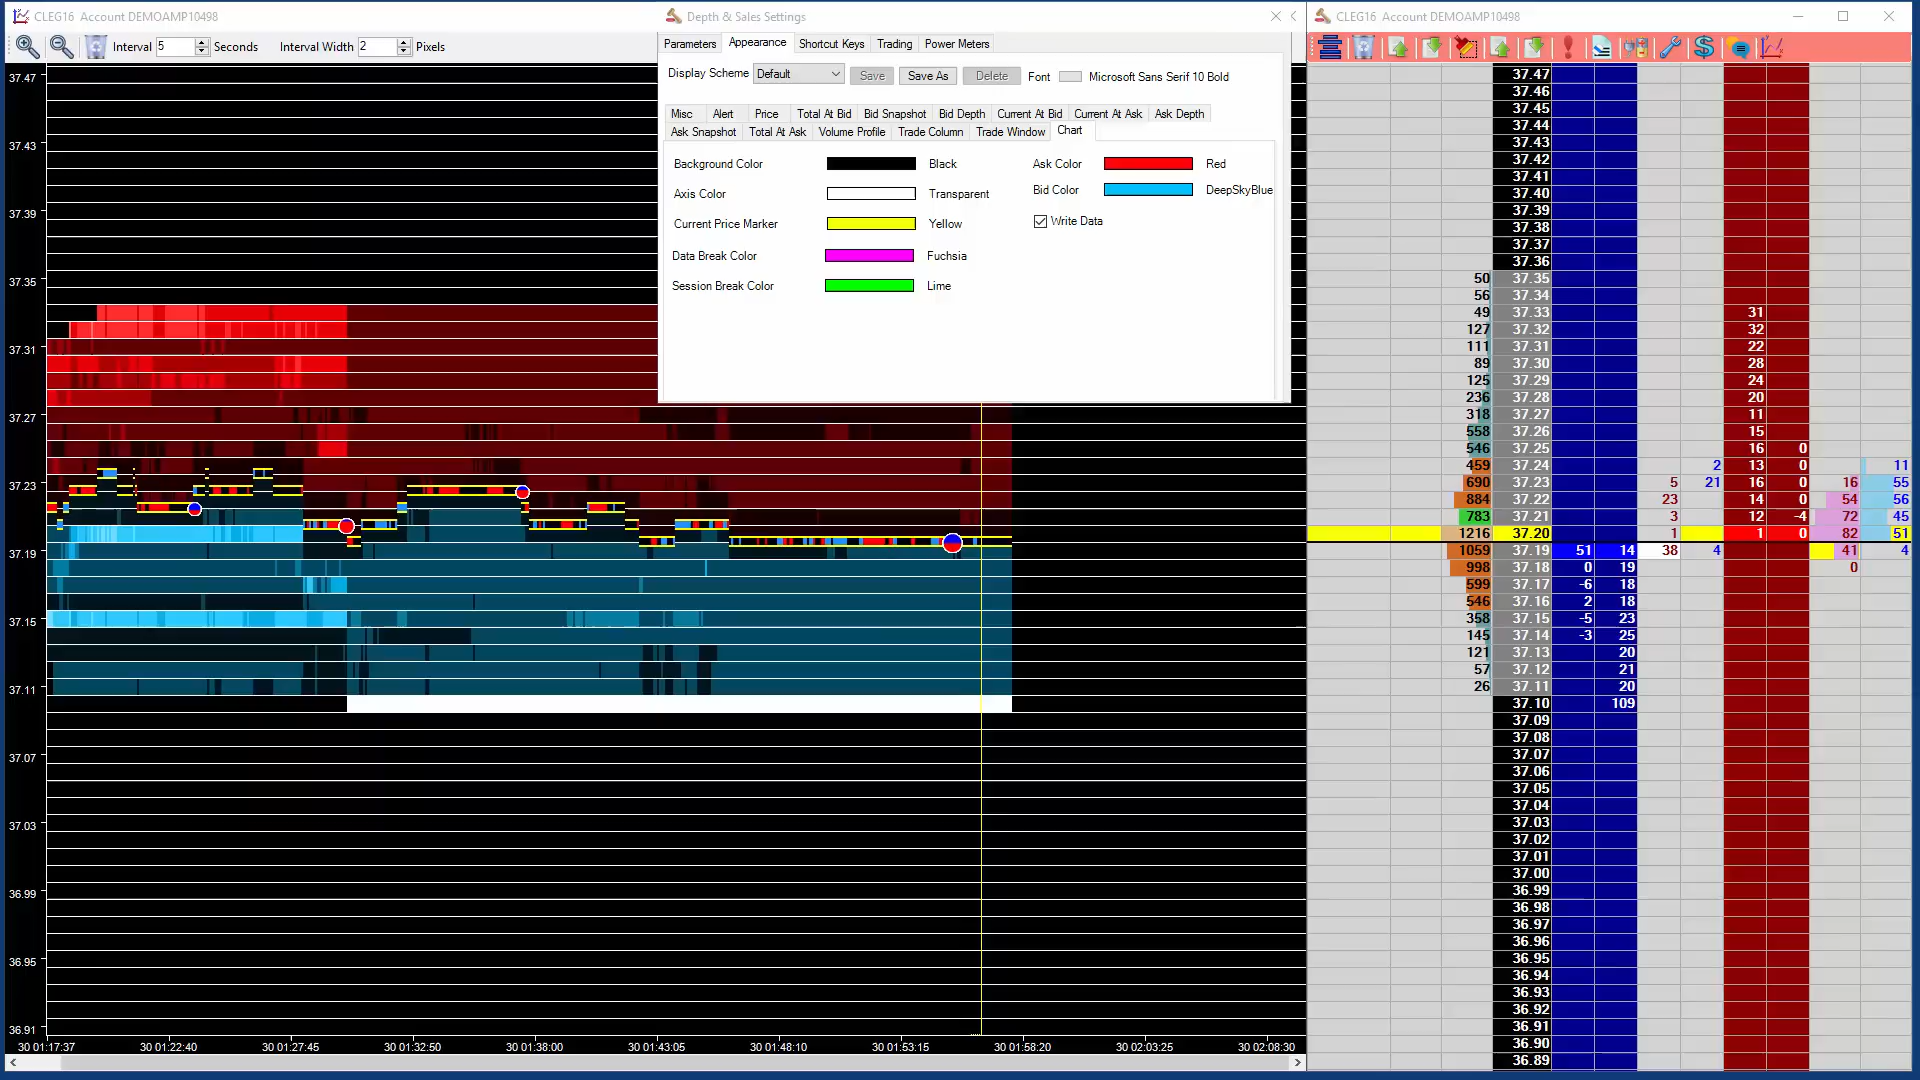 CLEG16 Account DEMOAMP10498
Interval 5 Seconds Interval Width 2 Pixels
37.47
37.43
37.39
37.35
37.31
37.27
37.23
37.19
37.15
37.11
37.07
37.03
36.99
36.95
36.91
30 01:17:37 30 01:22:40 30 01:27:45 30 01:32:50 30 01:38:00 30 01:43:05 30 01:48:10 30 01:53:15 30 01:58:20 30 02:03:25 30 02:08:30
Depth & Sales Settings
Parameters Appearance Shortcut Keys Trading Power Meters
Display Scheme Default Save Save As Delete Font Microsoft Sans Serif 10 Bold
Misc Alert Price Total At Bid Bid Snapshot Bid Depth Current At Bid Current At Ask Ask Depth
Ask Snapshot Total At Ask Volume Profile Trade Column Trade Window Chart
Background Color Black Ask Color Red
Axis Color Transparent Bid Color DeepSkyBlue
Current Price Marker Yellow Write Data
Data Break Color Fuchsia
Session Break Color Lime
CLEG16 Account DEMOAMP10498
37.47
37.46
37.45
37.44
37.43
37.42
37.41
37.40
37.39
37.38
37.37
37.36
50 37.35
56 37.34
49 37.33 31
127 37.32 32
111 37.31 22
89 37.30 28
125 37.29 24
236 37.28 20
318 37.27 11
558 37.26 15
546 37.25 16 0
459 37.24 2 13 0 11
690 37.23 5 21 16 0 16 55
884 37.22 23 14 0 54 56
783 37.21 3 12 -4 72 45
1216 37.20 1 1 0 82 51
1059 37.19 51 14 38 4 41 4
998 37.18 0 19 0
599 37.17 -6 18
546 37.16 2 18
358 37.15 -5 23
145 37.14 -3 25
121 37.13 20
57 37.12 21
26 37.11 20
37.10 109
37.09
37.08
37.07
37.06
37.05
37.04
37.03
37.02
37.01
37.00
36.99
36.98
36.97
36.96
36.95
36.94
36.93
36.92
36.91
36.90
36.89